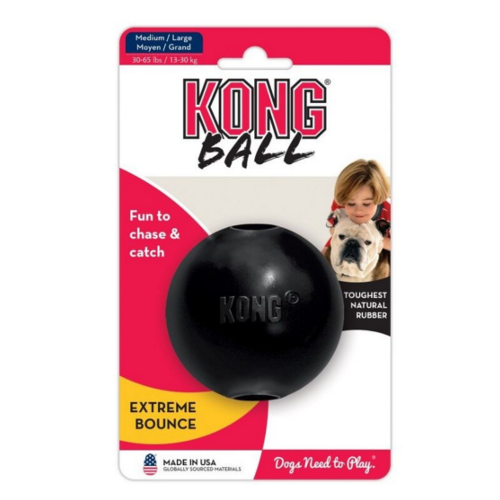 Medium / Large
Moyen / Grand
30-65 lbs / 13-30 kg
KONG
BALL
Fun to
chase &
catch
KONG®
TOUGHEST
NATURAL
RUBBER
EXTREME
BOUNCE
MADE IN USA
GLOBALLY SOURCED MATERIALS
Dogs Need to Play.®